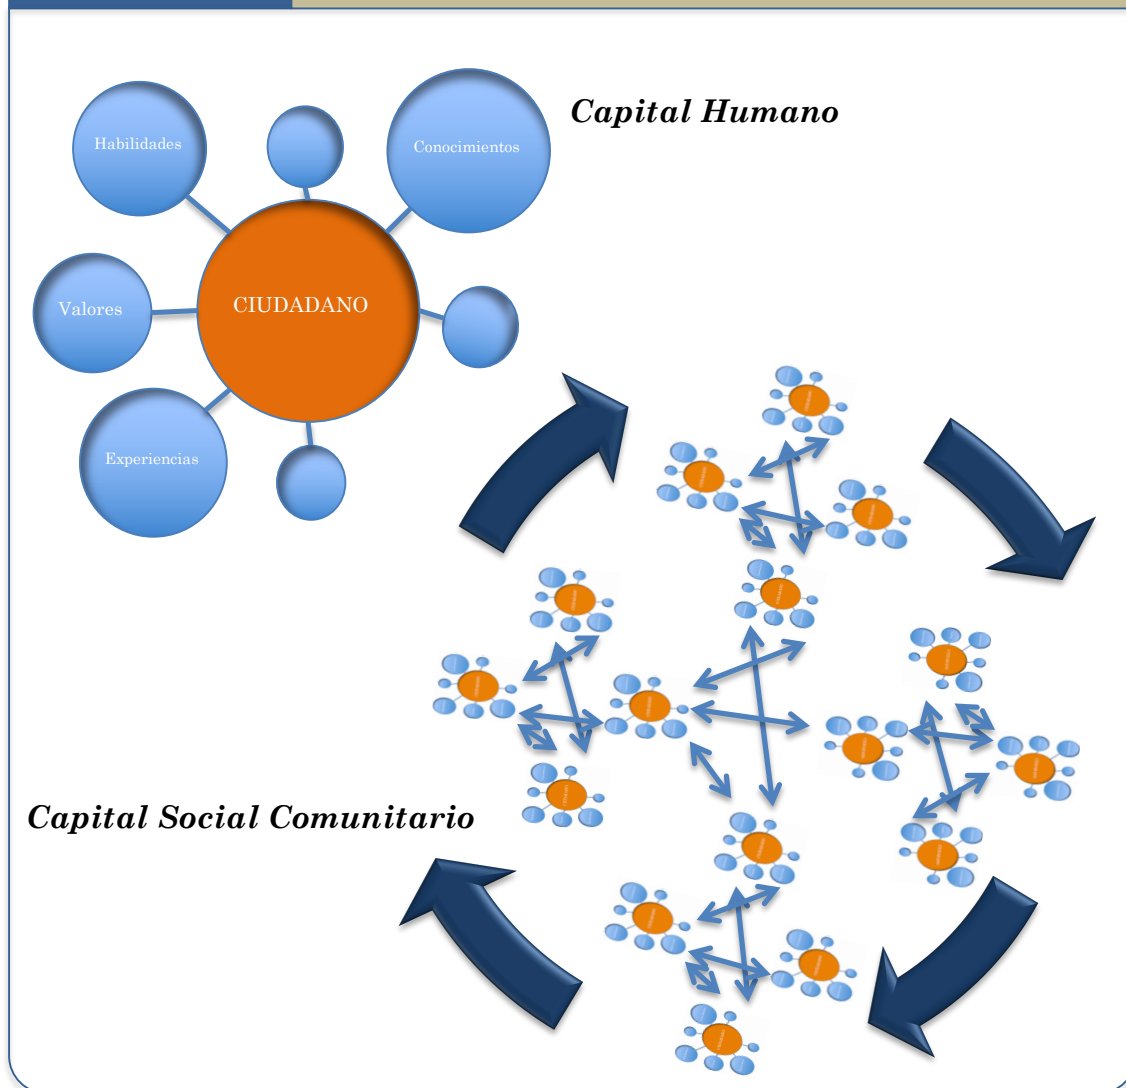 Capital Humano
Habilidades
Conocimientos
Valores
CIUDADANO
Experiencias
Capital Social Comunitario